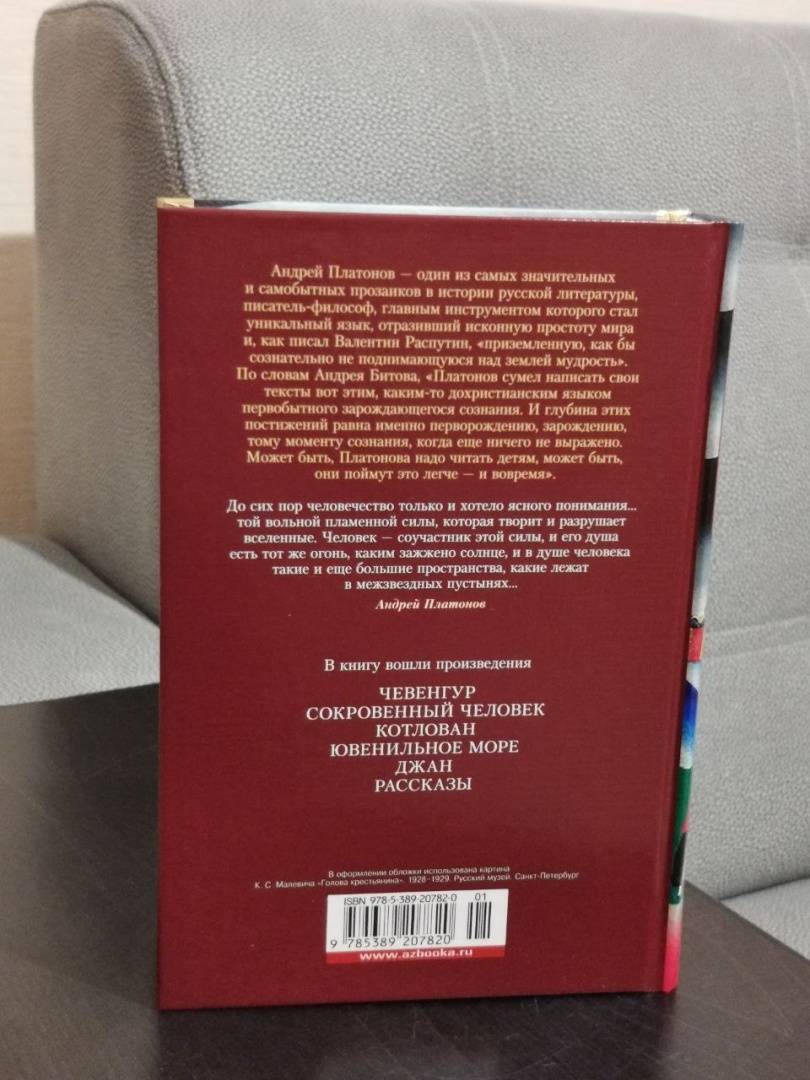 Андрей Платонов — один из самых значительных
и самобытных прозаиков в истории русской литературы,
писатель-философ, главным инструментом которого стал
уникальный язык, отразивший исконную простоту мира
и, как писал Валентин Распутин, «приземленную, как бы
сознательно не поднимающуюся над землей мудрость».
По словам Андрея Битова, «Платонов сумел написать свои
тексты вот этим, каким-то дохристианским языком
первобытного зарождающегося сознания. И глубина этих
постижений равна именно перворождению, зарождению,
тому моменту сознания, когда еще ничего не выражено.
Может быть, Платонова надо читать детям, может быть,
они поймут это легче — и вовремя».
До сих пор человечество только и хотело ясного понимания...
той вольной пламенной силы, которая творит и разрушает
вселенные. Человек — соучастник этой силы, и его душа
есть тот же огонь, каким зажжено солнце, и в душе человека
такие и еще большие пространства, какие лежат
в межзвездных пустынях...
Андрей Платонов
В книгу вошли произведения
ЧЕВЕНГУР
СОКРОВЕННЫЙ ЧЕЛОВЕК
КОТЛОВАН
ЮВЕНИЛЬНОЕ МОРЕ
ДЖАН
РАССКАЗЫ
В оформлении обложки использована картина
К. С. Малевича «Голова крестьянина». 1928–1929. Русский музей. Санкт-Петербург
ISBN 978-5-389-20782-0 01
9 785389 207820
www.azbooka.ru